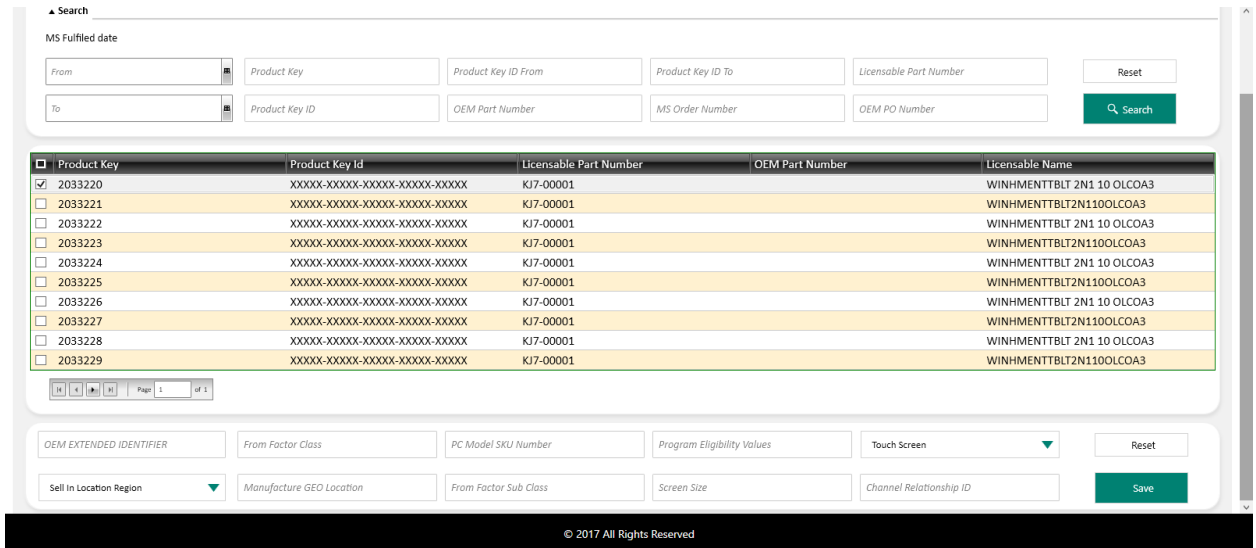 ▲ Search
MS Fulfiled date
From Product Key Product Key ID From Product Key ID To Licensable Part Number Reset
To Product Key ID OEM Part Number MS Order Number OEM PO Number Search
Product Key Product Key Id Licensable Part Number OEM Part Number Licensable Name
2033220 XXXXX-XXXXX-XXXXX-XXXXX-XXXXX KJ7-00001 WINHMENTTBLT 2N1 10 OLCOA3
2033221 XXXXX-XXXXX-XXXXX-XXXXX-XXXXX KJ7-00001 WINHMENTTBLT2N110OLCOA3
2033222 XXXXX-XXXXX-XXXXX-XXXXX-XXXXX KJ7-00001 WINHMENTTBLT 2N1 10 OLCOA3
2033223 XXXXX-XXXXX-XXXXX-XXXXX-XXXXX KJ7-00001 WINHMENTTBLT2N110OLCOA3
2033224 XXXXX-XXXXX-XXXXX-XXXXX-XXXXX KJ7-00001 WINHMENTTBLT 2N1 10 OLCOA3
2033225 XXXXX-XXXXX-XXXXX-XXXXX-XXXXX KJ7-00001 WINHMENTTBLT2N110OLCOA3
2033226 XXXXX-XXXXX-XXXXX-XXXXX-XXXXX KJ7-00001 WINHMENTTBLT 2N1 10 OLCOA3
2033227 XXXXX-XXXXX-XXXXX-XXXXX-XXXXX KJ7-00001 WINHMENTTBLT2N110OLCOA3
2033228 XXXXX-XXXXX-XXXXX-XXXXX-XXXXX KJ7-00001 WINHMENTTBLT 2N1 10 OLCOA3
2033229 XXXXX-XXXXX-XXXXX-XXXXX-XXXXX KJ7-00001 WINHMENTTBLT2N110OLCOA3
Page 1 of 1
OEM EXTENDED IDENTIFIER From Factor Class PC Model SKU Number Program Eligibility Values Touch Screen Reset
Sell In Location Region Manufacture GEO Location From Factor Sub Class Screen Size Channel Relationship ID Save
© 2017 All Rights Reserved